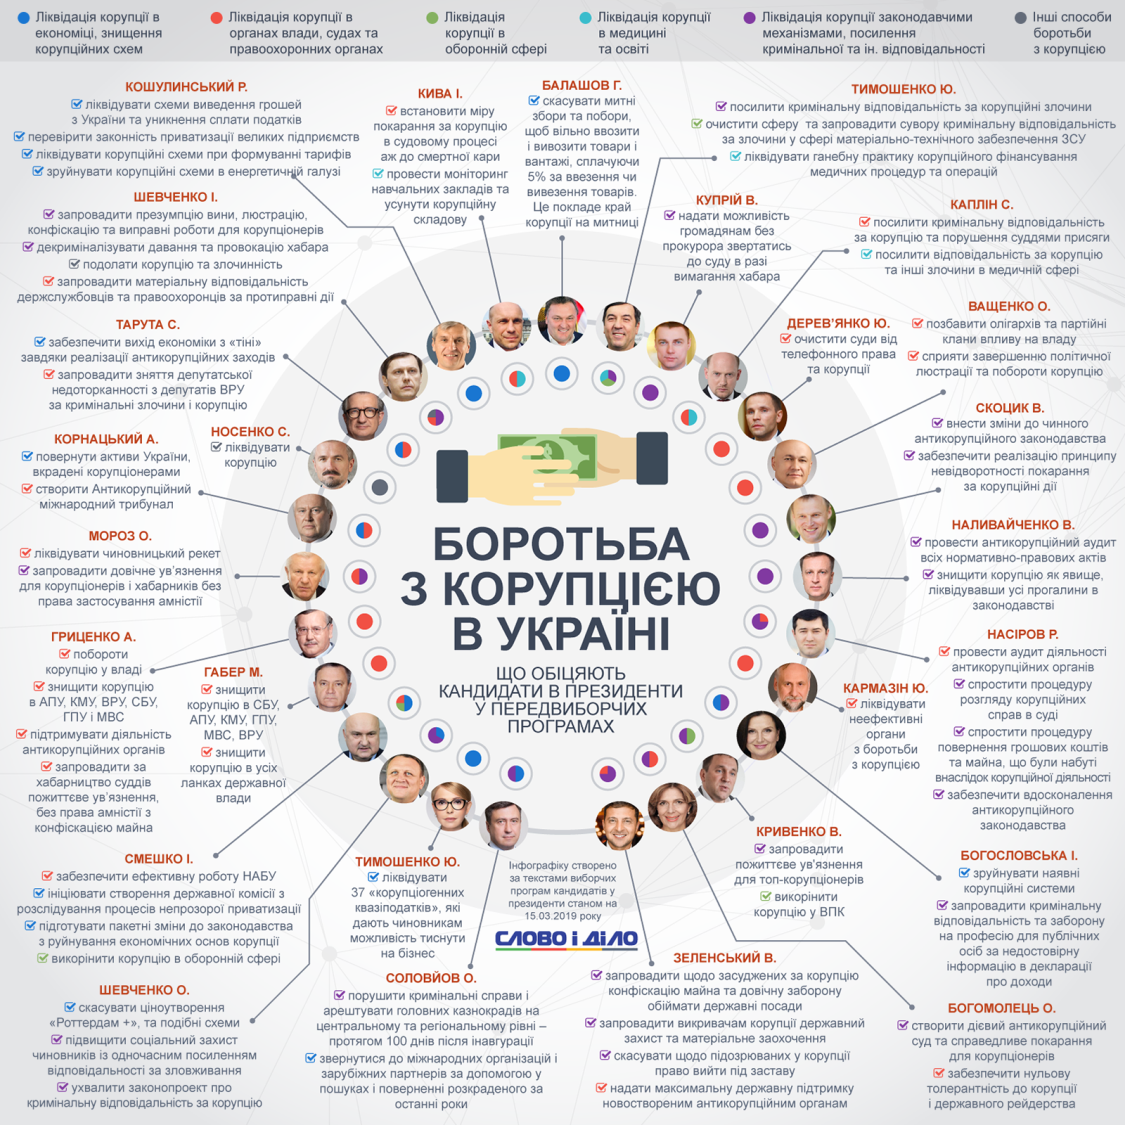 Ліквідація корупції в
економіці, знищення
корупційних схем
Ліквідація корупції в
органах влади, судах та
правоохоронних органах
Ліквідація
корупції в
оборонній сфері
Ліквідація корупції
в медицині
та освіті
Ліквідація корупції законодавчими
механізмами, посилення
кримінальної та ін. відповідальності
Інші способи
боротьби
з корупцією
КОШУЛИНСЬКИЙ Р.
ліквідувати схеми виведення грошей
з України та уникнення сплати податків
перевірити законність приватизації великих підприємств
ліквідувати корупційні схеми при формуванні тарифів
зруйнувати корупційні схеми в енергетичній галузі
КИВА І.
встановити міру
покарання за корупцію
в судовому процесі
аж до смертної кари
провести моніторинг
навчальних закладів та
усунути корупційну
складову
БАЛАШОВ Г.
скасувати митні
збори та побори,
щоб вільно ввозити
і вивозити товари і
вантажі, сплачуючи
5% за ввезення чи
вивезення товарів.
Це покладе край
корупції на митниці
ТИМОШЕНКО Ю.
посилити кримінальну відповідальність за корупційні злочини
очистити сферу та запровадити сувору кримінальну відповідальність
за злочини у сфері матеріально-технічного забезпечення ЗСУ
ліквідувати ганебну практику корупційного фінансування
медичних процедур та операцій
ШЕВЧЕНКО І.
запровадити презумпцію вини, люстрацію,
конфіскацію та виправні роботи для корупціонерів
декриміналізувати давання та провокацію хабара
подолати корупцію та злочинність
запровадити матеріальну відповідальність
держслужбовців та правоохоронців за протиправні дії
КУПРІЙ В.
надати можливість
громадянам без
прокурора звертатись
до суду в разі
вимагання хабара
КАПЛІН С.
посилити кримінальну відповідальність
за корупцію та порушення суддями присяги
посилити відповідальність за корупцію
та інші злочини в медичній сфері
ТАРУТА С.
забезпечити вихід економіки з «тіні»
завдяки реалізації антикорупційних заходів
запровадити зняття депутатської
недоторканності з депутатів ВРУ
за кримінальні злочини і корупцію
ДЕРЕВ'ЯНКО Ю.
очистити суди від
телефонного права
та корупції
ВАЩЕНКО О.
позбавити олігархів та партійні
клани впливу на владу
сприяти завершенню політичної
люстрації та побороти корупцію
КОРНАЦЬКИЙ А.
повернути активи України,
вкрадені корупціонерами
створити Антикорупційний
міжнародний трибунал
НОСЕНКО С.
ліквідувати
корупцію
СКОЦИК В.
внести зміни до чинного
антикорупційного законодавства
забезпечити реалізацію принципу
невідворотності покарання
за корупційні дії
МОРОЗ О.
ліквідувати чиновницький рекет
запровадити довічне ув'язнення
для корупціонерів і хабарників без
права застосування амністії
БОРОТЬБА
З КОРУПЦІЄЮ
В УКРАЇНІ
ЩО ОБІЦЯЮТЬ
КАНДИДАТИ В ПРЕЗИДЕНТИ
У ПЕРЕДВИБОРЧИХ
ПРОГРАМАХ
НАЛИВАЙЧЕНКО В.
провести антикорупційний аудит
всіх нормативно-правових актів
знищити корупцію як явище,
ліквідувавши усі прогалини в
законодавстві
ГРИЦЕНКО А.
побороти
корупцію у владі
знищити корупцію
в АПУ, КМУ, ВРУ, СБУ,
ГПУ і МВС
підтримувати діяльність
антикорупційних органів
запровадити за
хабарництво суддів
пожиттєве ув'язнення,
без права амністії з
конфіскацією майна
ГАБЕР М.
знищити
корупцію в СБУ,
АПУ, КМУ, ГПУ,
МВС, ВРУ
знищити
корупцію в усіх
ланках державної
влади
КАРМАЗІН Ю.
ліквідувати
неефективні
органи
з боротьби
з корупцією
НАСІРОВ Р.
провести аудит діяльності
антикорупційних органів
спростити процедуру
розгляду корупційних
справ в суді
спростити процедуру
повернення грошових коштів
та майна, що були набуті
внаслідок корупційної діяльності
забезпечити вдосконалення
антикорупційного
законодавства
СМЕШКО І.
забезпечити ефективну роботу НАБУ
ініціювати створення державної комісії з
розслідування процесів непрозорої приватизації
підготувати пакетні зміни до законодавства
з руйнування економічних основ корупції
викорінити корупцію в оборонній сфері
ТИМОШЕНКО Ю.
ліквідувати
37 «корупціогенних
квазіподатків», які
дають чиновникам
можливість тиснути
на бізнес
Інфографіку створено
за текстами виборчих
програм кандидатів у
президенти станом на
15.03.2019 року
СЛОВО і ДІЛО
КРИВЕНКО В.
запровадити
пожиттєве ув'язнення
для топ-корупціонерів
викорінити
корупцію у ВПК
БОГОСЛОВСЬКА І.
зруйнувати наявні
корупційні системи
запровадити кримінальну
відповідальність та заборону
на професію для публічних
осіб за недостовірну
інформацію в декларації
про доходи
ШЕВЧЕНКО О.
скасувати ціноутворення
«Роттердам +», та подібні схеми
підвищити соціальний захист
чиновників із одночасним посиленням
відповідальності за зловживання
ухвалити законопроект про
кримінальну відповідальність за корупцію
СОЛОВЙОВ О.
порушити кримінальні справи і
арештувати головних казнокрадів на
центральному та регіональному рівні –
протягом 100 днів після інавгурації
звернутися до міжнародних організацій і
зарубіжних партнерів за допомогою у
пошуках і поверненні розкраденого за
останні роки
ЗЕЛЕНСЬКИЙ В.
запровадити щодо засуджених за корупцію
конфіскацію майна та довічну заборону
обіймати державні посади
запровадити викривачам корупції державний
захист та матеріальне заохочення
скасувати щодо підозрюваних у корупції
право вийти під заставу
надати максимальну державну підтримку
новоствореним антикорупційним органам
БОГОМОЛЕЦЬ О.
створити дієвий антикорупційний
суд та справедливе покарання
для корупціонерів
забезпечити нульову
толерантність до корупції
і державного рейдерства